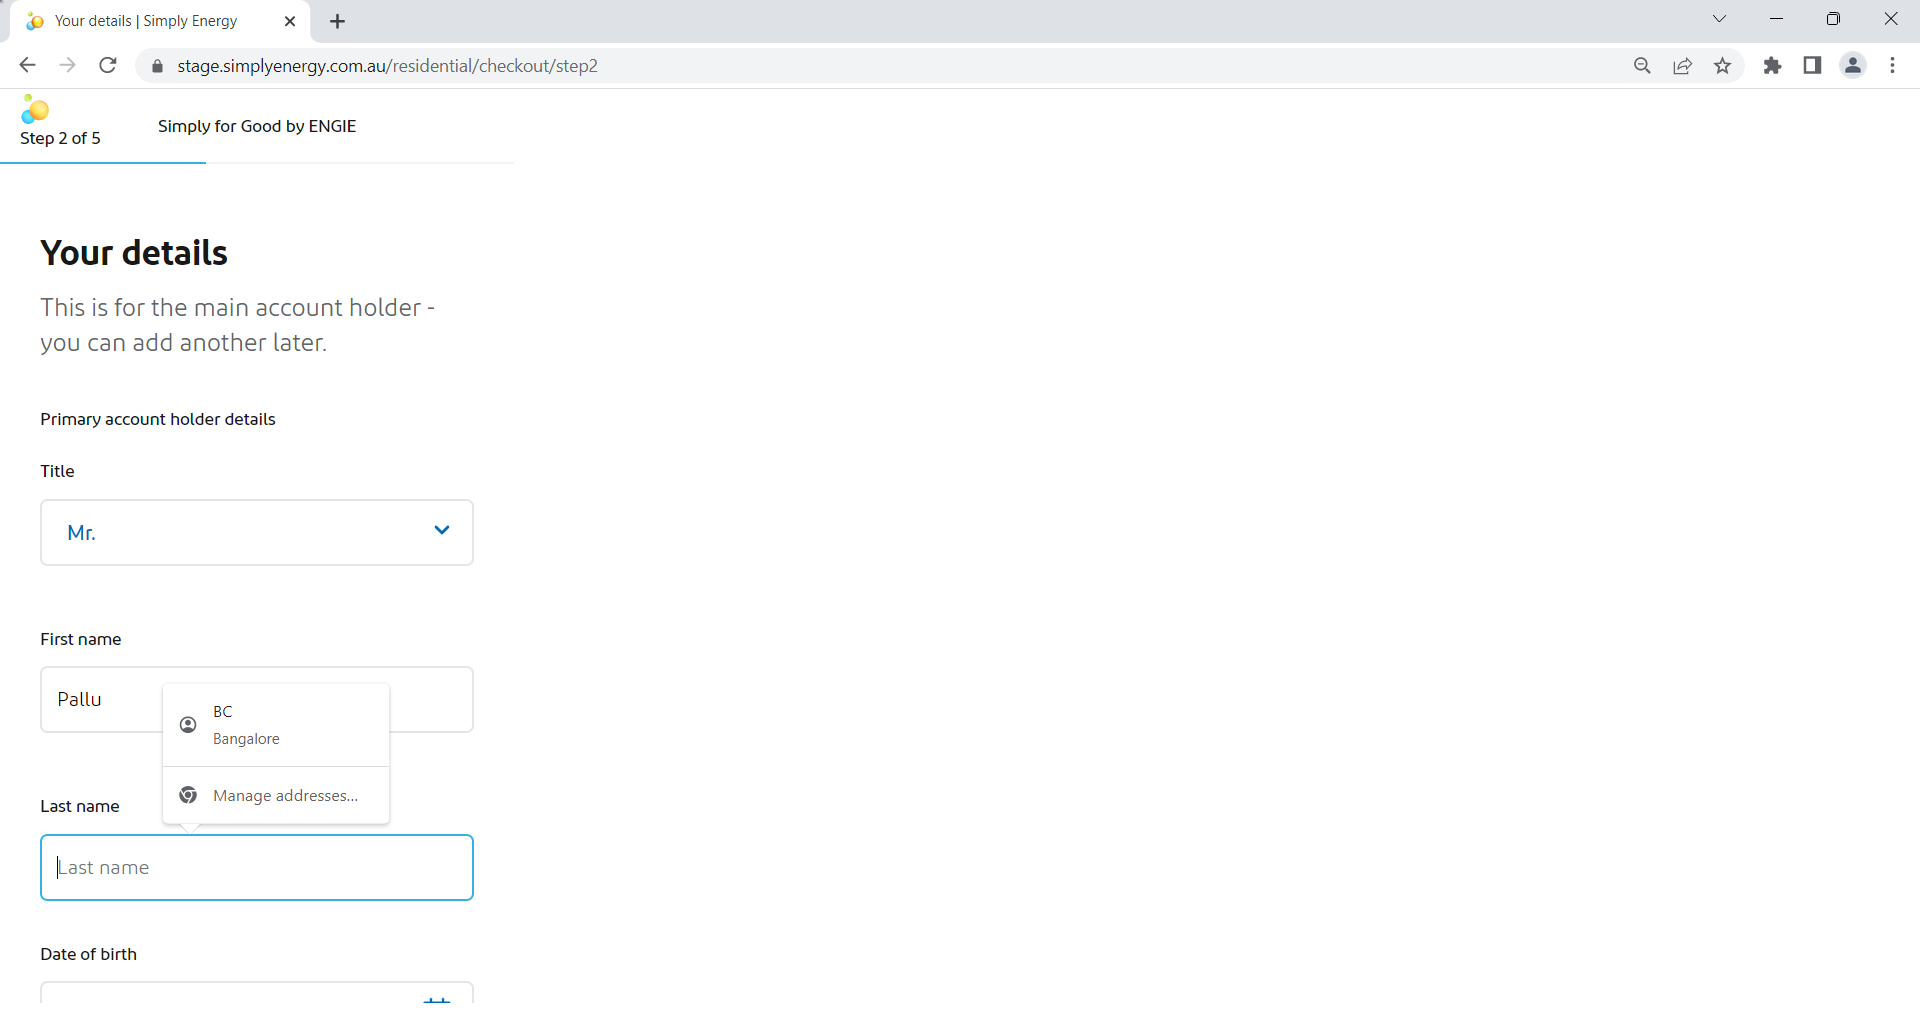 Your details | Simply Energy
stage.simplyenergy.com.au/residential/checkout/step2
Step 2 of 5
Simply for Good by ENGIE
Your details
This is for the main account holder -
you can add another later.
Primary account holder details
Title
Mr.
First name
Pallu
BC
Bangalore
Manage addresses...
Last name
Last name
Date of birth